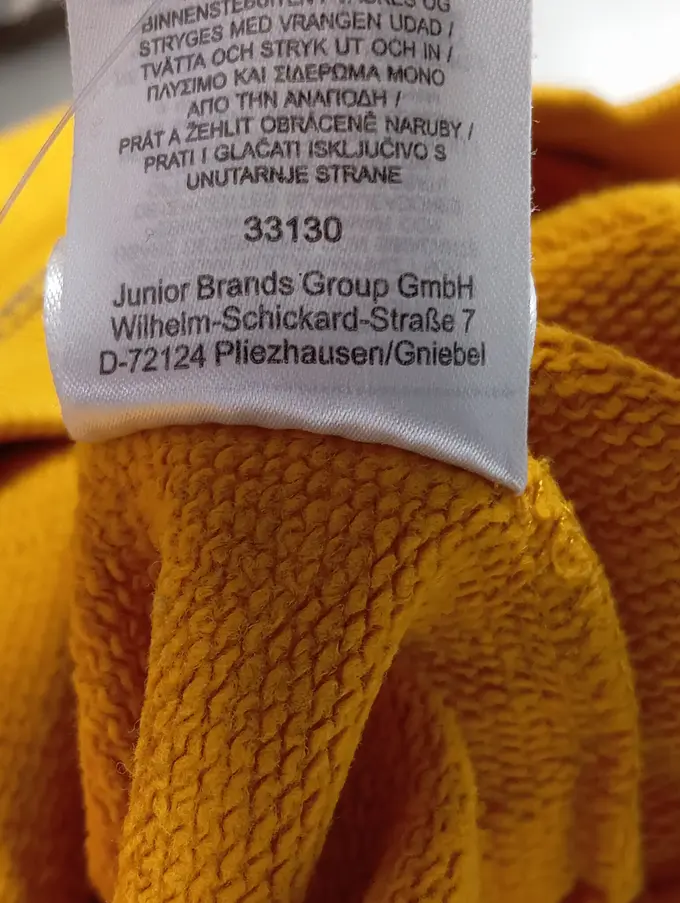 BINNENSTEBUITEN
STRYGES MED VRANGEN UDAD /
TVÄTTA OCH STRYK UT OCH IN /
ΠΛΥΣΙΜΟ ΚΑΙ ΣΙΔΕΡΩΜΑ ΜΟΝΟ
ΑΠΟ ΤΗΝ ΑΝΑΠΟΔΗ /
PRÁT A ŽEHLIT OBRÁCENĚ NARUBY /
PRATI I GLAČATI ISKLJUČIVO S
UNUTARNJE STRANE
33130
Junior Brands Group GmbH
Wilhelm-Schickard-Straße 7
D-72124 Pliezhausen/Gniebel